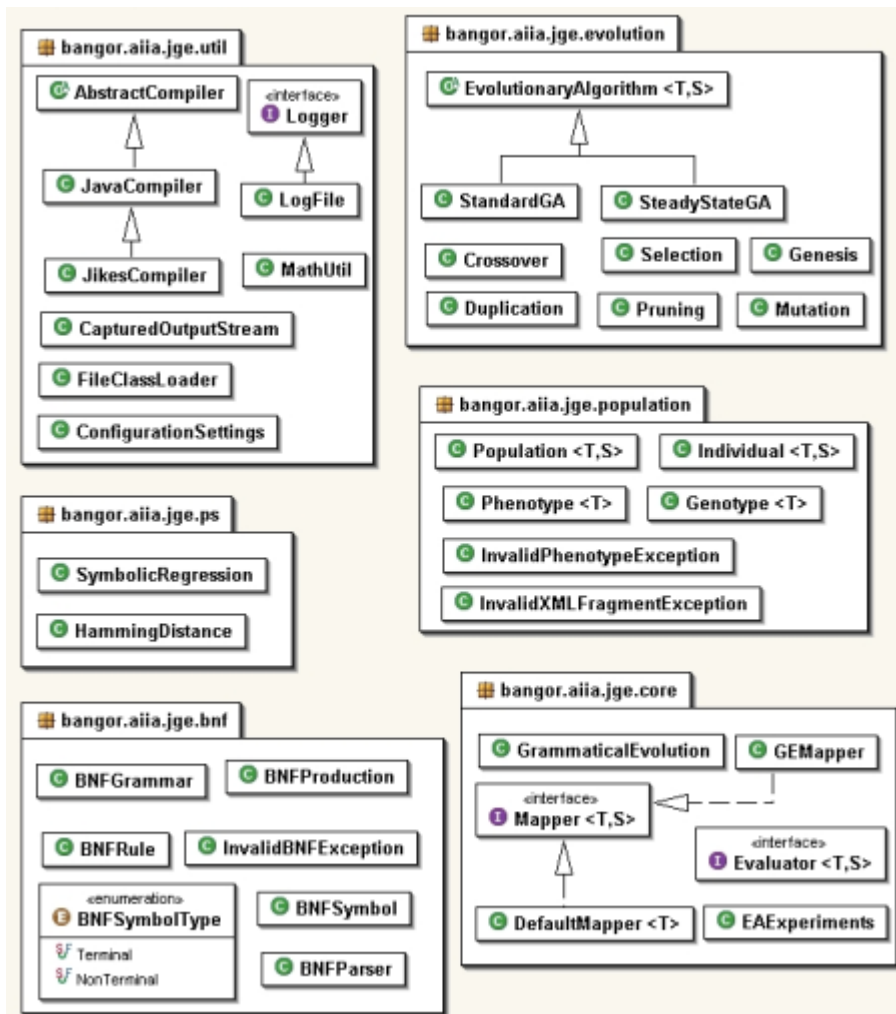 bangor.aiia.jge.util
AbstractCompiler
«interface»
Logger
JavaCompiler
LogFile
JikesCompiler
MathUtil
CapturedOutputStream
FileClassLoader
ConfigurationSettings
bangor.aiia.jge.evolution
EvolutionaryAlgorithm <T,S>
StandardGA
SteadyStateGA
Crossover
Selection
Genesis
Duplication
Pruning
Mutation
bangor.aiia.jge.population
Population <T,S>
Individual <T,S>
Phenotype <T>
Genotype <T>
InvalidPhenotypeException
InvalidXMLFragmentException
bangor.aiia.jge.ps
SymbolicRegression
HammingDistance
bangor.aiia.jge.bnf
BNFGrammar
BNFProduction
BNFRule
InvalidBNFException
«enumeration»
BNFSymbolType
Terminal
NonTerminal
BNFSymbol
BNFParser
bangor.aiia.jge.core
GrammaticalEvolution
GEMapper
«interface»
Mapper <T,S>
«interface»
Evaluator <T,S>
DefaultMapper <T>
EAExperiments